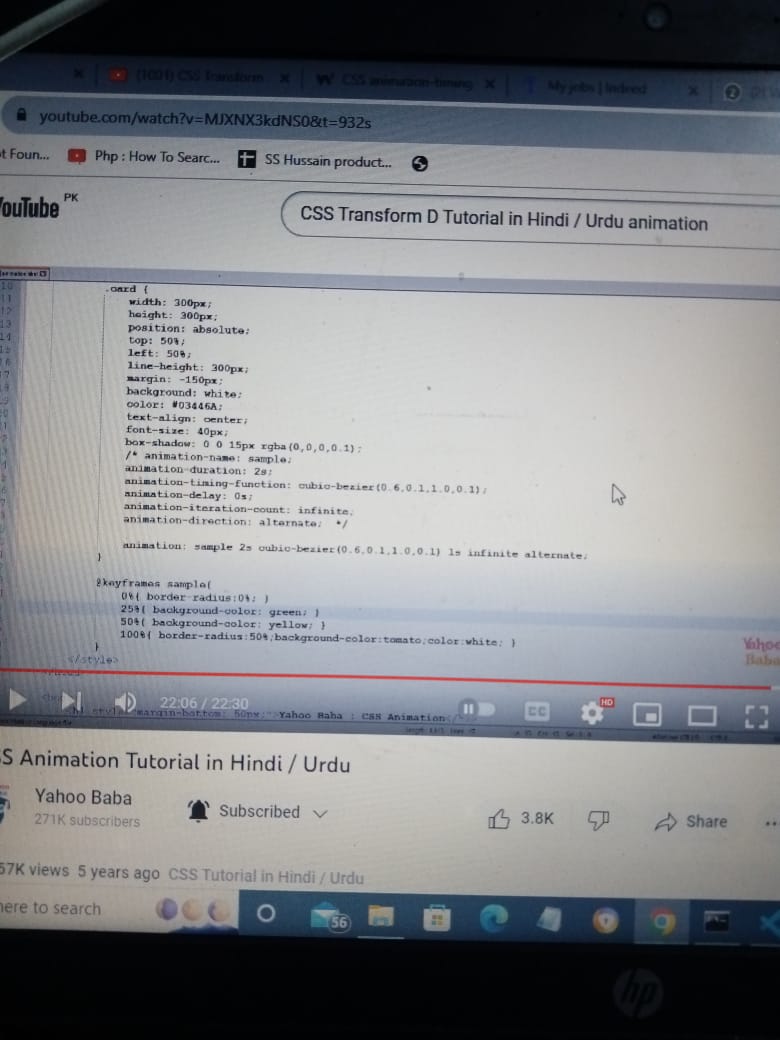 (1001) CSS Transform
CSS animation-timing
My jobs | Indeed
youtube.com/watch?v=MJXNX3kdNS0&t=932s
t Foun...
Php : How To Searc...
SS Hussain product...
YouTube PK
CSS Transform D Tutorial in Hindi / Urdu animation
.card {
width: 300px;
height: 300px;
position: absolute;
top: 50%;
left: 50%;
line-height: 300px;
margin: -150px;
background: white;
color: #03446A;
text-align: center;
font-size: 40px;
box-shadow: 0 0 15px rgba(0,0,0,0.1);
/* animation-name: sample;
animation-duration: 2s;
animation-timing-function: cubic-bezier(0.6,0.1,1.0,0.1);
animation-delay: 0s;
animation-iteration-count: infinite;
animation-direction: alternate; */
animation: sample 2s cubic-bezier(0.6,0.1,1.0,0.1) 1s infinite alternate;
}
@keyframes sample{
0%{ border-radius:0%; }
25%{ background-color: green; }
50%{ background-color: yellow; }
100%{ border-radius:50%;background-color:tomato;color:white; }
}
</style>
Yahoo
Baba
22:06 / 22:30
CC
HD
"margin-bottom: 50px;">Yahoo Baba : CSS Animation</
S Animation Tutorial in Hindi / Urdu
Yahoo Baba
271K subscribers
Subscribed
3.8K
Share
57K views 5 years ago CSS Tutorial in Hindi / Urdu
here to search
56
hp